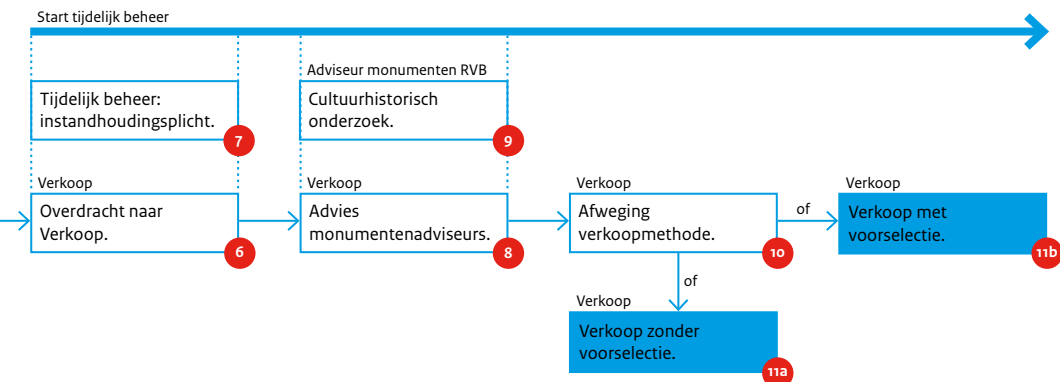 Start tijdelijk beheer
Tijdelijk beheer:
instandhoudingsplicht.
7
Adviseur monumenten RVB
Cultuurhistorisch
onderzoek.
9
Verkoop
Overdracht naar
Verkoop.
6
Verkoop
Advies
monumentenadviseurs.
8
Verkoop
Afweging
verkoopmethode.
10
of
Verkoop
Verkoop met
voorselectie.
11b
of
Verkoop
Verkoop zonder
voorselectie.
11a